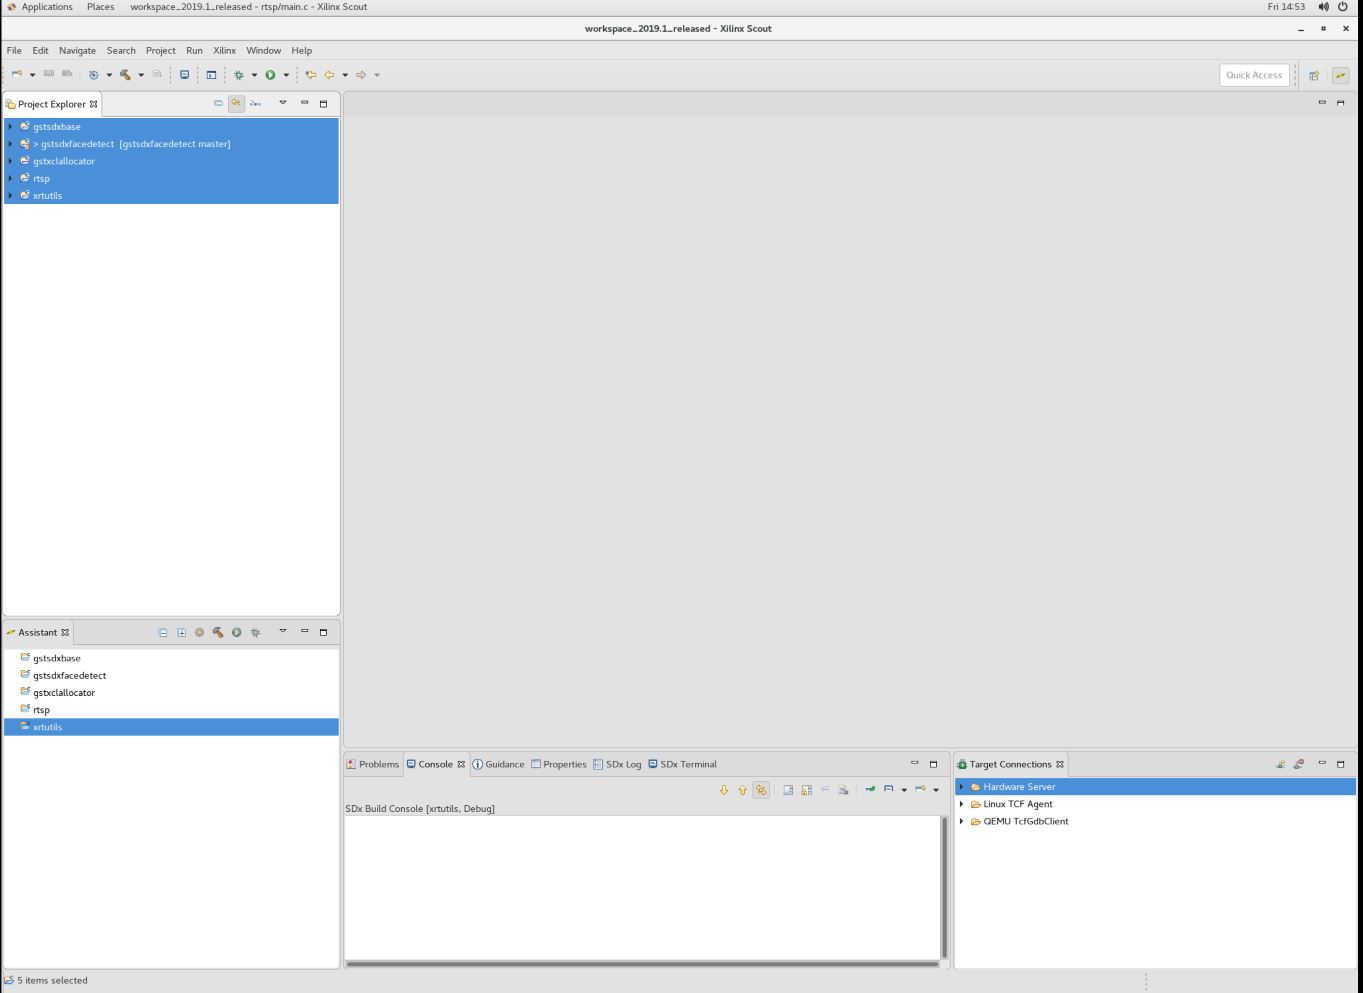 Applications Places workspace_2019.1_released - rtsp/main.c - Xilinx Scout Fri 14:53
workspace_2019.1_released - Xilinx Scout
File Edit Navigate Search Project Run Xilinx Window Help
Quick Access
Project Explorer
gstsdxbase
> gstsdxfacedetect [gstsdxfacedetect master]
gstxclallocator
rtsp
xrtutils
Assistant
gstsdxbase
gstsdxfacedetect
gstxclallocator
rtsp
xrtutils
Problems Console Guidance Properties SDx Log SDx Terminal
SDx Build Console [xrtutils, Debug]
Target Connections
Hardware Server
Linux TCF Agent
QEMU TcfGdbClient
5 items selected